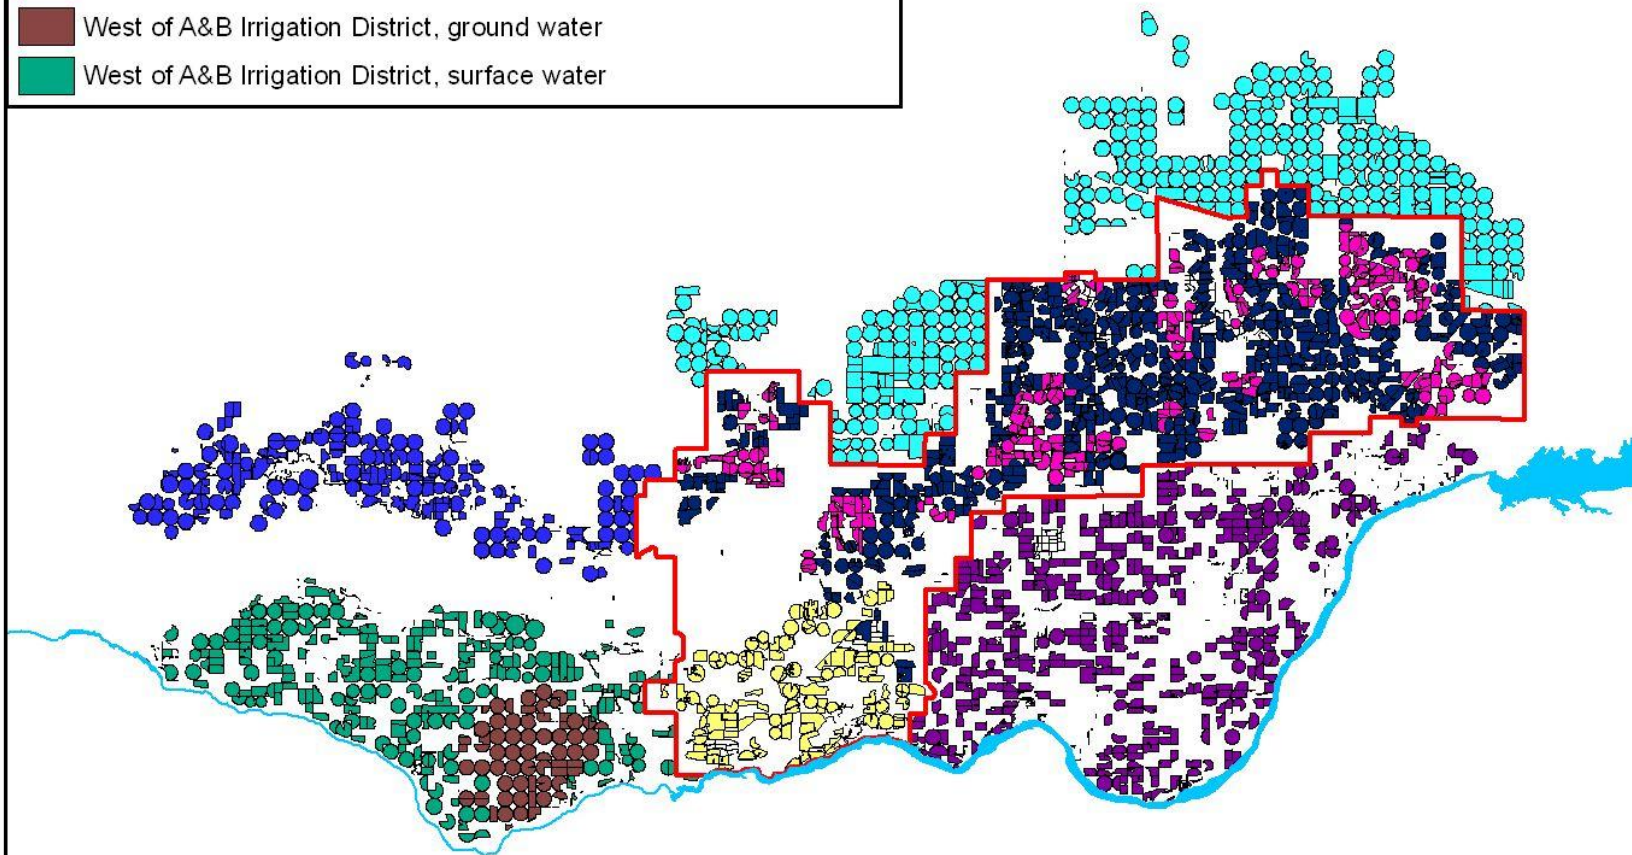 West of A&B Irrigation District, ground water
West of A&B Irrigation District, surface water